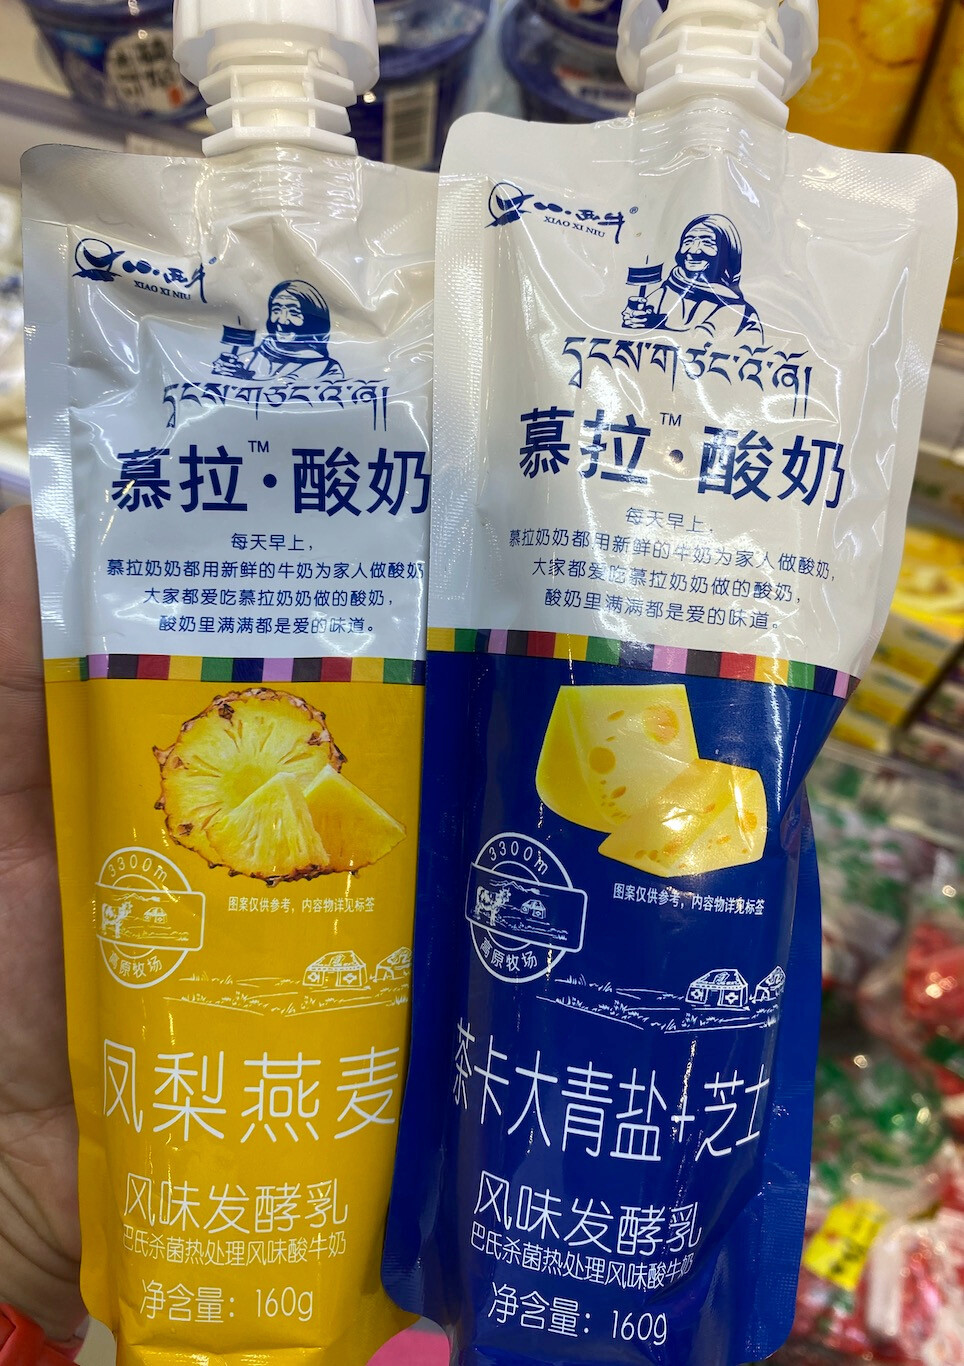 小西牛
XIAO XI NIU
དྭངས་གཙང་འོ་ཞོ།
慕拉™·酸奶
每天早上，
慕拉奶奶都用新鲜的牛奶为家人做酸奶
大家都爱吃慕拉奶奶做的酸奶，
酸奶里满满都是爱的味道。
3300m
高原牧场
图案仅供参考，内容物详见标签
凤梨燕麦
风味发酵乳
巴氏杀菌热处理风味酸牛奶
净含量：160g
小西牛®
XIAO XI NIU
དྭངས་གཙང་འོ་ཞོ།
慕拉™·酸奶
每天早上，
慕拉奶奶都用新鲜的牛奶为家人做酸奶，
大家都爱吃慕拉奶奶做的酸奶，
酸奶里满满都是爱的味道。
3300m
高原牧场
图案仅供参考，内容物详见标签
茶卡大青盐+芝士
风味发酵乳
巴氏杀菌热处理风味酸牛奶
净含量：160g